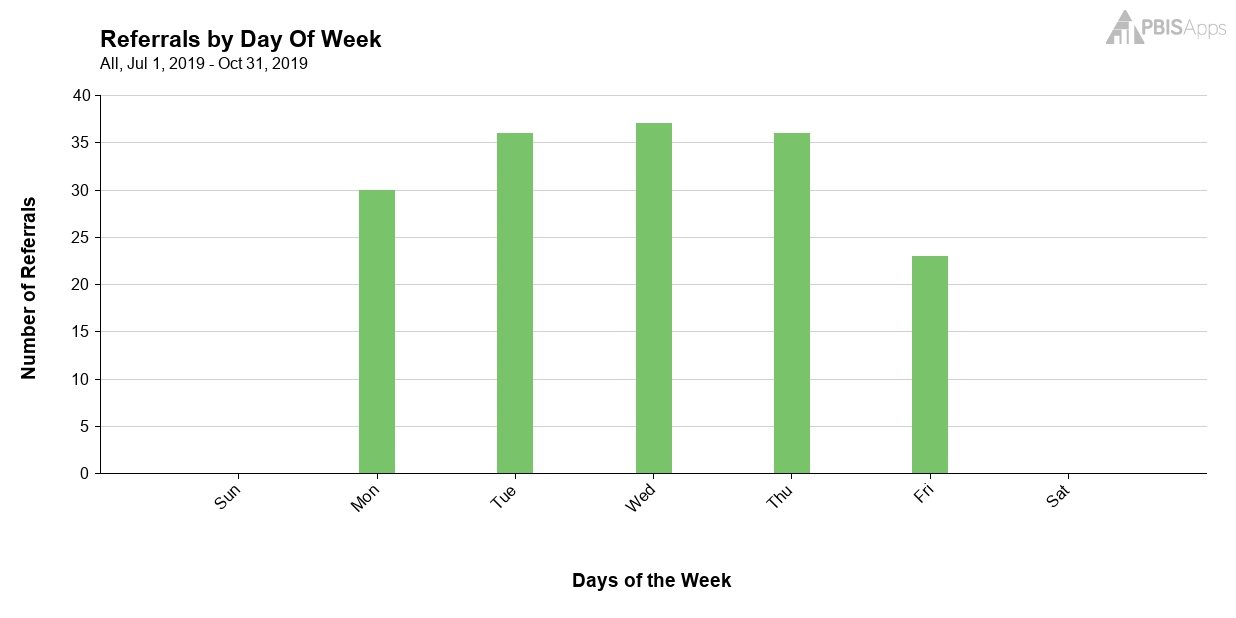 PBISApps
Referrals by Day Of Week
All, Jul 1, 2019 - Oct 31, 2019
40
35
30
25
20
15
10
5
0
Number of Referrals
Sun
Mon
Tue
Wed
Thu
Fri
Sat
Days of the Week